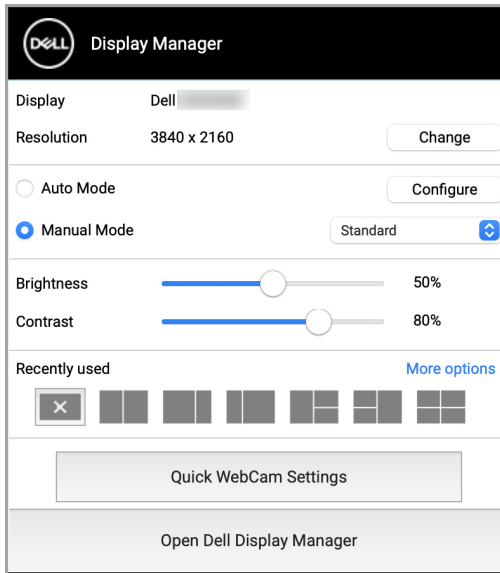 DELL Display Manager
Display Dell
Resolution 3840 x 2160 Change
Auto Mode Configure
Manual Mode Standard
Brightness 50%
Contrast 80%
Recently used More options
Quick WebCam Settings
Open Dell Display Manager